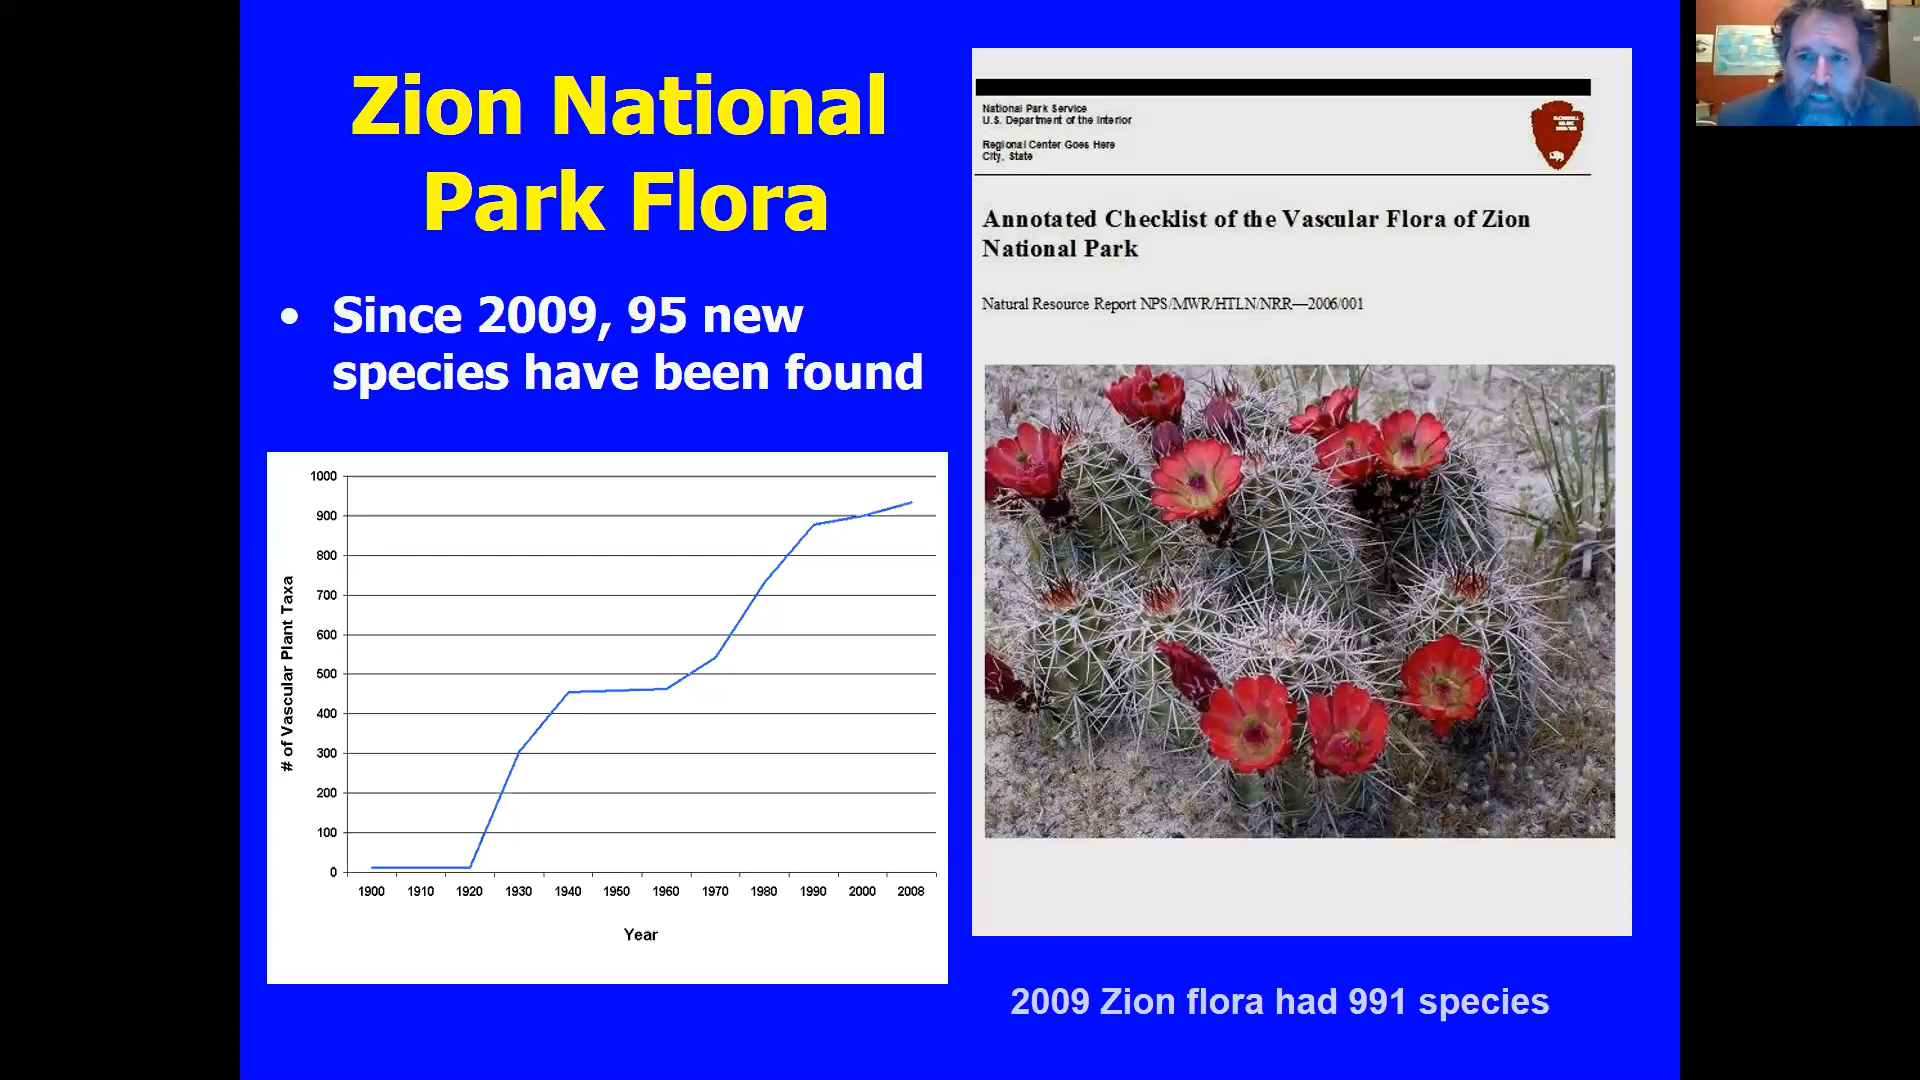 Zion National
Park Flora
• Since 2009, 95 new
species have been found
1000
900
800
700
600
500
400
300
200
100
0
# of Vascular Plant Taxa
1900 1910 1920 1930 1940 1950 1960 1970 1980 1990 2000 2008
Year
National Park Service
U.S. Department of the Interior
Regional Center Goes Here
City, State
Annotated Checklist of the Vascular Flora of Zion
National Park
Natural Resource Report NPS/MWR/HTLN/NRR—2006/001
2009 Zion flora had 991 species